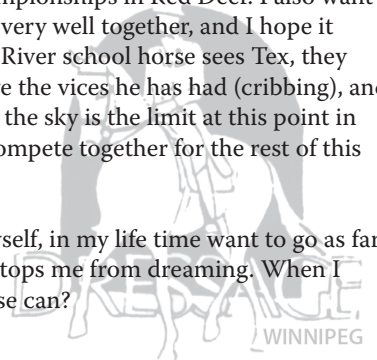 mpionships in Red Deer. I also want
very well together, and I hope it
River school horse sees Tex, they
e the vices he has had (cribbing), and
the sky is the limit at this point in
ompete together for the rest of this
yself, in my life time want to go as far
tops me from dreaming. When I
se can?
DRESSAGE
WINNIPEG